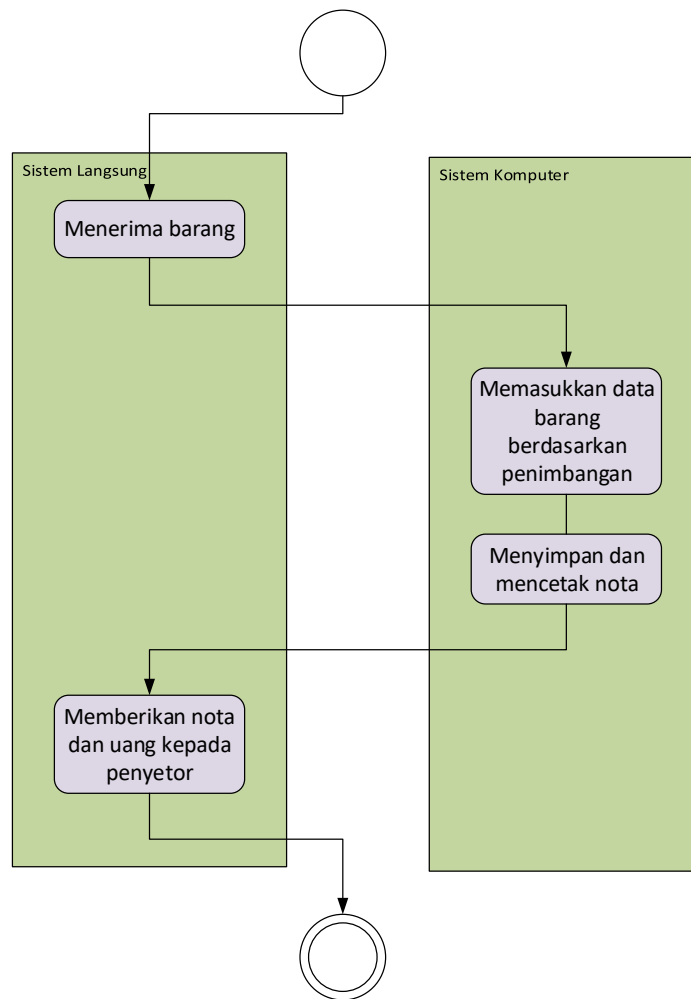 Sistem Langsung
Sistem Komputer
Menerima barang
Memasukkan data
barang
berdasarkan
penimbangan
Menyimpan dan
mencetak nota
Memberikan nota
dan uang kepada
penyetor